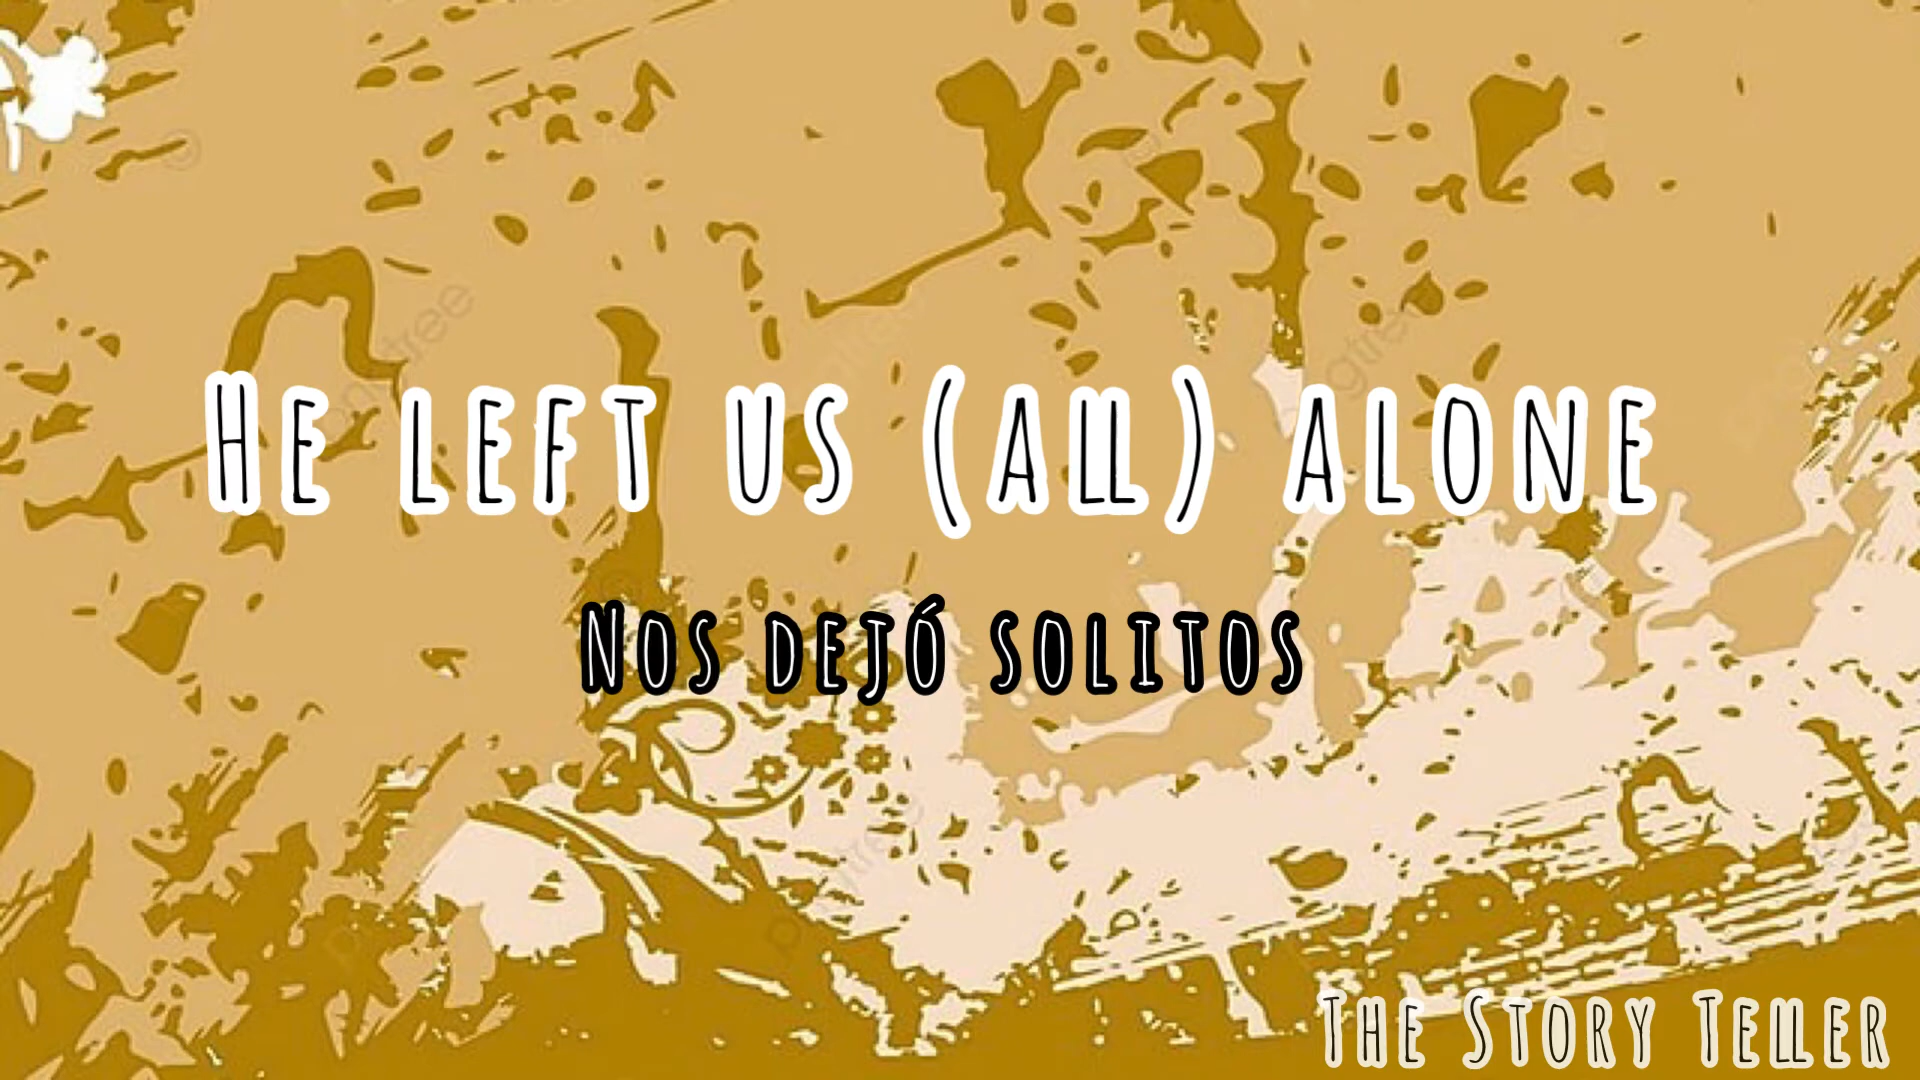 He left us (all) alone
Nos dejó solitos
The Story Teller